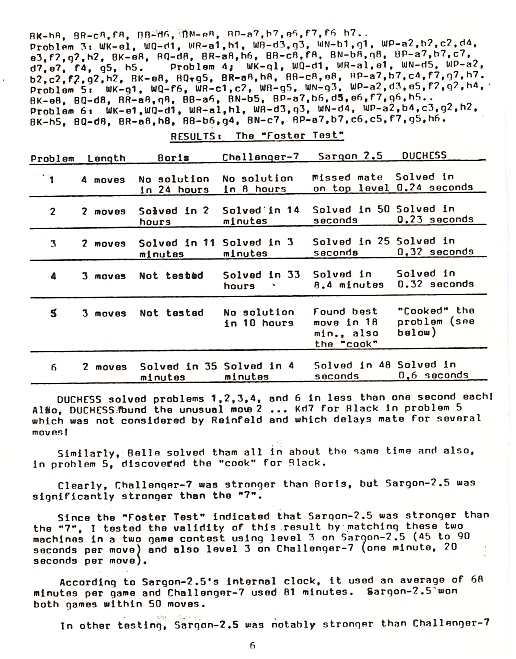 BK-h8, BR-c8,f8, BB-d6, BN-e8, BP-a7,b7,e6,f7,f6 h7..
Problem 3: WK-e1, WQ-d1, WR-a1,h1, WB-d3,g3, WN-b1,g1, WP-a2,b2,c2,d4,
e3,f2,g2,h2, BK-e8, BQ-d8, BR-a8,h6, BB-c8,f8, BN-b8,g8, BP-a7,b7,c7,
d7,e7, f4, g5, h5. Problem 4; WK-g1, WQ-d1, WR-a1,e1, WN-d5, WP-a2,
b2,c2,f2,g2,h2, BK-e8, BQ-g5, BR-a8,h8, BB-c8,e8, BP-a7,b7,c4,f7,g7,h7.
Problem 5: WK-g1, WQ-f6, WR-c1,c2, WB-g5, WN-g3, WP-a2,d3,e5,f2,g2,h4,
BK-e8, BQ-d8, BR-a8,g8, BB-a6, BN-b5, BP-a7,b6,d5,e6,f7,g6,h5..
Problem 6: WK-e1,WQ-d1, WR-a1,h1, WB-d3,g3, WN-d4, WP-a2,b4,c3,g2,h2,
BK-h5, BQ-d8, BR-a8,h8, BB-b6,g4, BN-c7, BP-a7,b7,c6,c5,f7,g5,h6.
RESULTS: The "Foster Test"
Problem Length Boris Challenger-7 Sargon 2.5 DUCHESS
1 4 moves No solution No solution Missed mate Solved in
in 24 hours in 8 hours on top level 0.24 seconds
2 2 moves Solved in 2 Solved in 14 Solved in 50 Solved in
hours minutes seconds 0.23 seconds
3 2 moves Solved in 11 Solved in 3 Solved in 25 Solved in
minutes minutes seconds 0,32 seconds
4 3 moves Not tested Solved in 33 Solved in Solved in
hours 8.4 minutes 0.32 seconds
5 3 moves Not tested No solution Found best "Cooked" the
in 10 hours move in 18 problem (see
min., also below)
the "cook"
6 2 moves Solved in 35 Solved in 4 Solved in 48 Solved in
minutes minutes seconds 0,6 seconds
DUCHESS solved problems 1,2,3,4, and 6 in less than one second each!
Also, DUCHESS found the unusual move 2 ... Kd7 for Black in problem 5
which was not considered by Reinfeld and which delays mate for several
moves!
Similarly, Belle solved tham all in about the same time and also,
in problem 5, discovered the "cook" for Black.
Clearly, Challenger-7 was stronger than Boris, but Sargon-2.5 was
significantly stronger than the "7".
Since the "Foster Test" indicated that Sargon-2.5 was stronger than
the "7", I tested the validity of this result by matching these two
machines in a two game contest using level 3 on Sargon-2.5 (45 to 90
seconds per move) and also level 3 on Challenger-7 (one minute, 20
seconds per move).
According to Sargon-2.5's internal clock, it used an average of 68
minutes per game and Challenger-7 used 81 minutes. Sargon-2.5 won
both games within 50 moves.
In other testing, Sargon-2.5 was notably stronger than Challenger-7
6